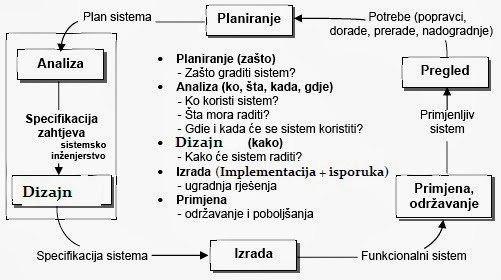 Plan sistema
Planiranje
Potrebe (popravci,
dorade, prerade, nadogradnje)
Analiza
Specifikacija
zahtjeva
sistemsko
inženjerstvo
Dizajn
Specifikacija sistema
• Planiranje (zašto)
- Zašto graditi sistem?
• Analiza (ko, šta, kada, gdje)
- Ko koristi sistem?
- Šta mora raditi?
- Gdie i kada će se sistem koristiti?
• Dizajn (kako)
- Kako će sistem raditi?
• Izrada (Implementacija + isporuka)
- ugradnja rješenja
• Primjena
- održavanje i poboljšanja
Pregled
Primjenljiv
sistem
Primjena,
održavanje
Izrada
Funkcionalni sistem